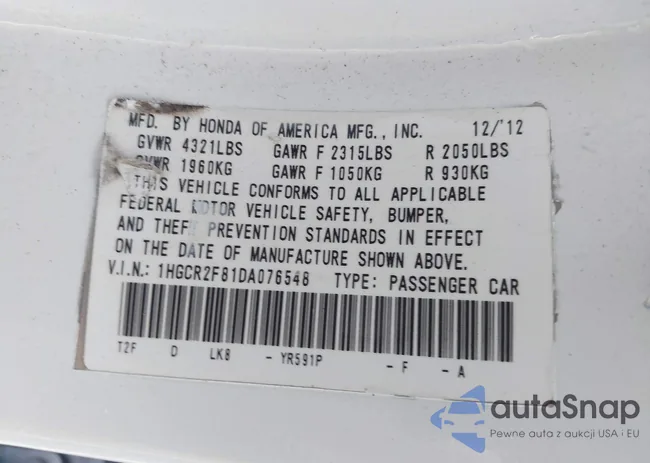 MFD. BY HONDA OF AMERICA MFG., INC. 12/'12
GVWR 4321LBS GAWR F 2315LBS R 2050LBS
GVWR 1960KG GAWR F 1050KG R 930KG
THIS VEHICLE CONFORMS TO ALL APPLICABLE
FEDERAL MOTOR VEHICLE SAFETY, BUMPER,
AND THEFT PREVENTION STANDARDS IN EFFECT
ON THE DATE OF MANUFACTURE SHOWN ABOVE.
V.I.N.: 1HGCR2F81DA076548 TYPE: PASSENGER CAR
T2F D LK8 - YR591P - F - A
autaSnap
Pewne auta z aukcji USA i EU